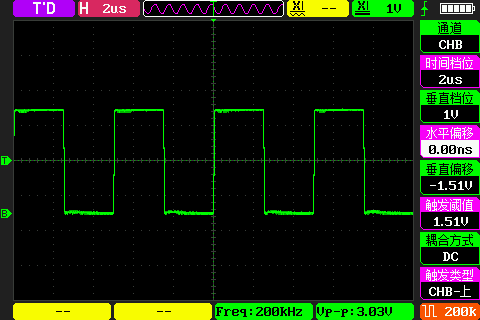 T'D H 2us X1 -- X1 1V
通道
CHB
时间档位
2us
垂直档位
1V
水平偏移
0.00ns
垂直偏移
-1.51V
触发阈值
1.51V
耦合方式
DC
触发类型
CHB-上
T
B
-- -- Freq:200kHz Vp-p:3.03V 200k